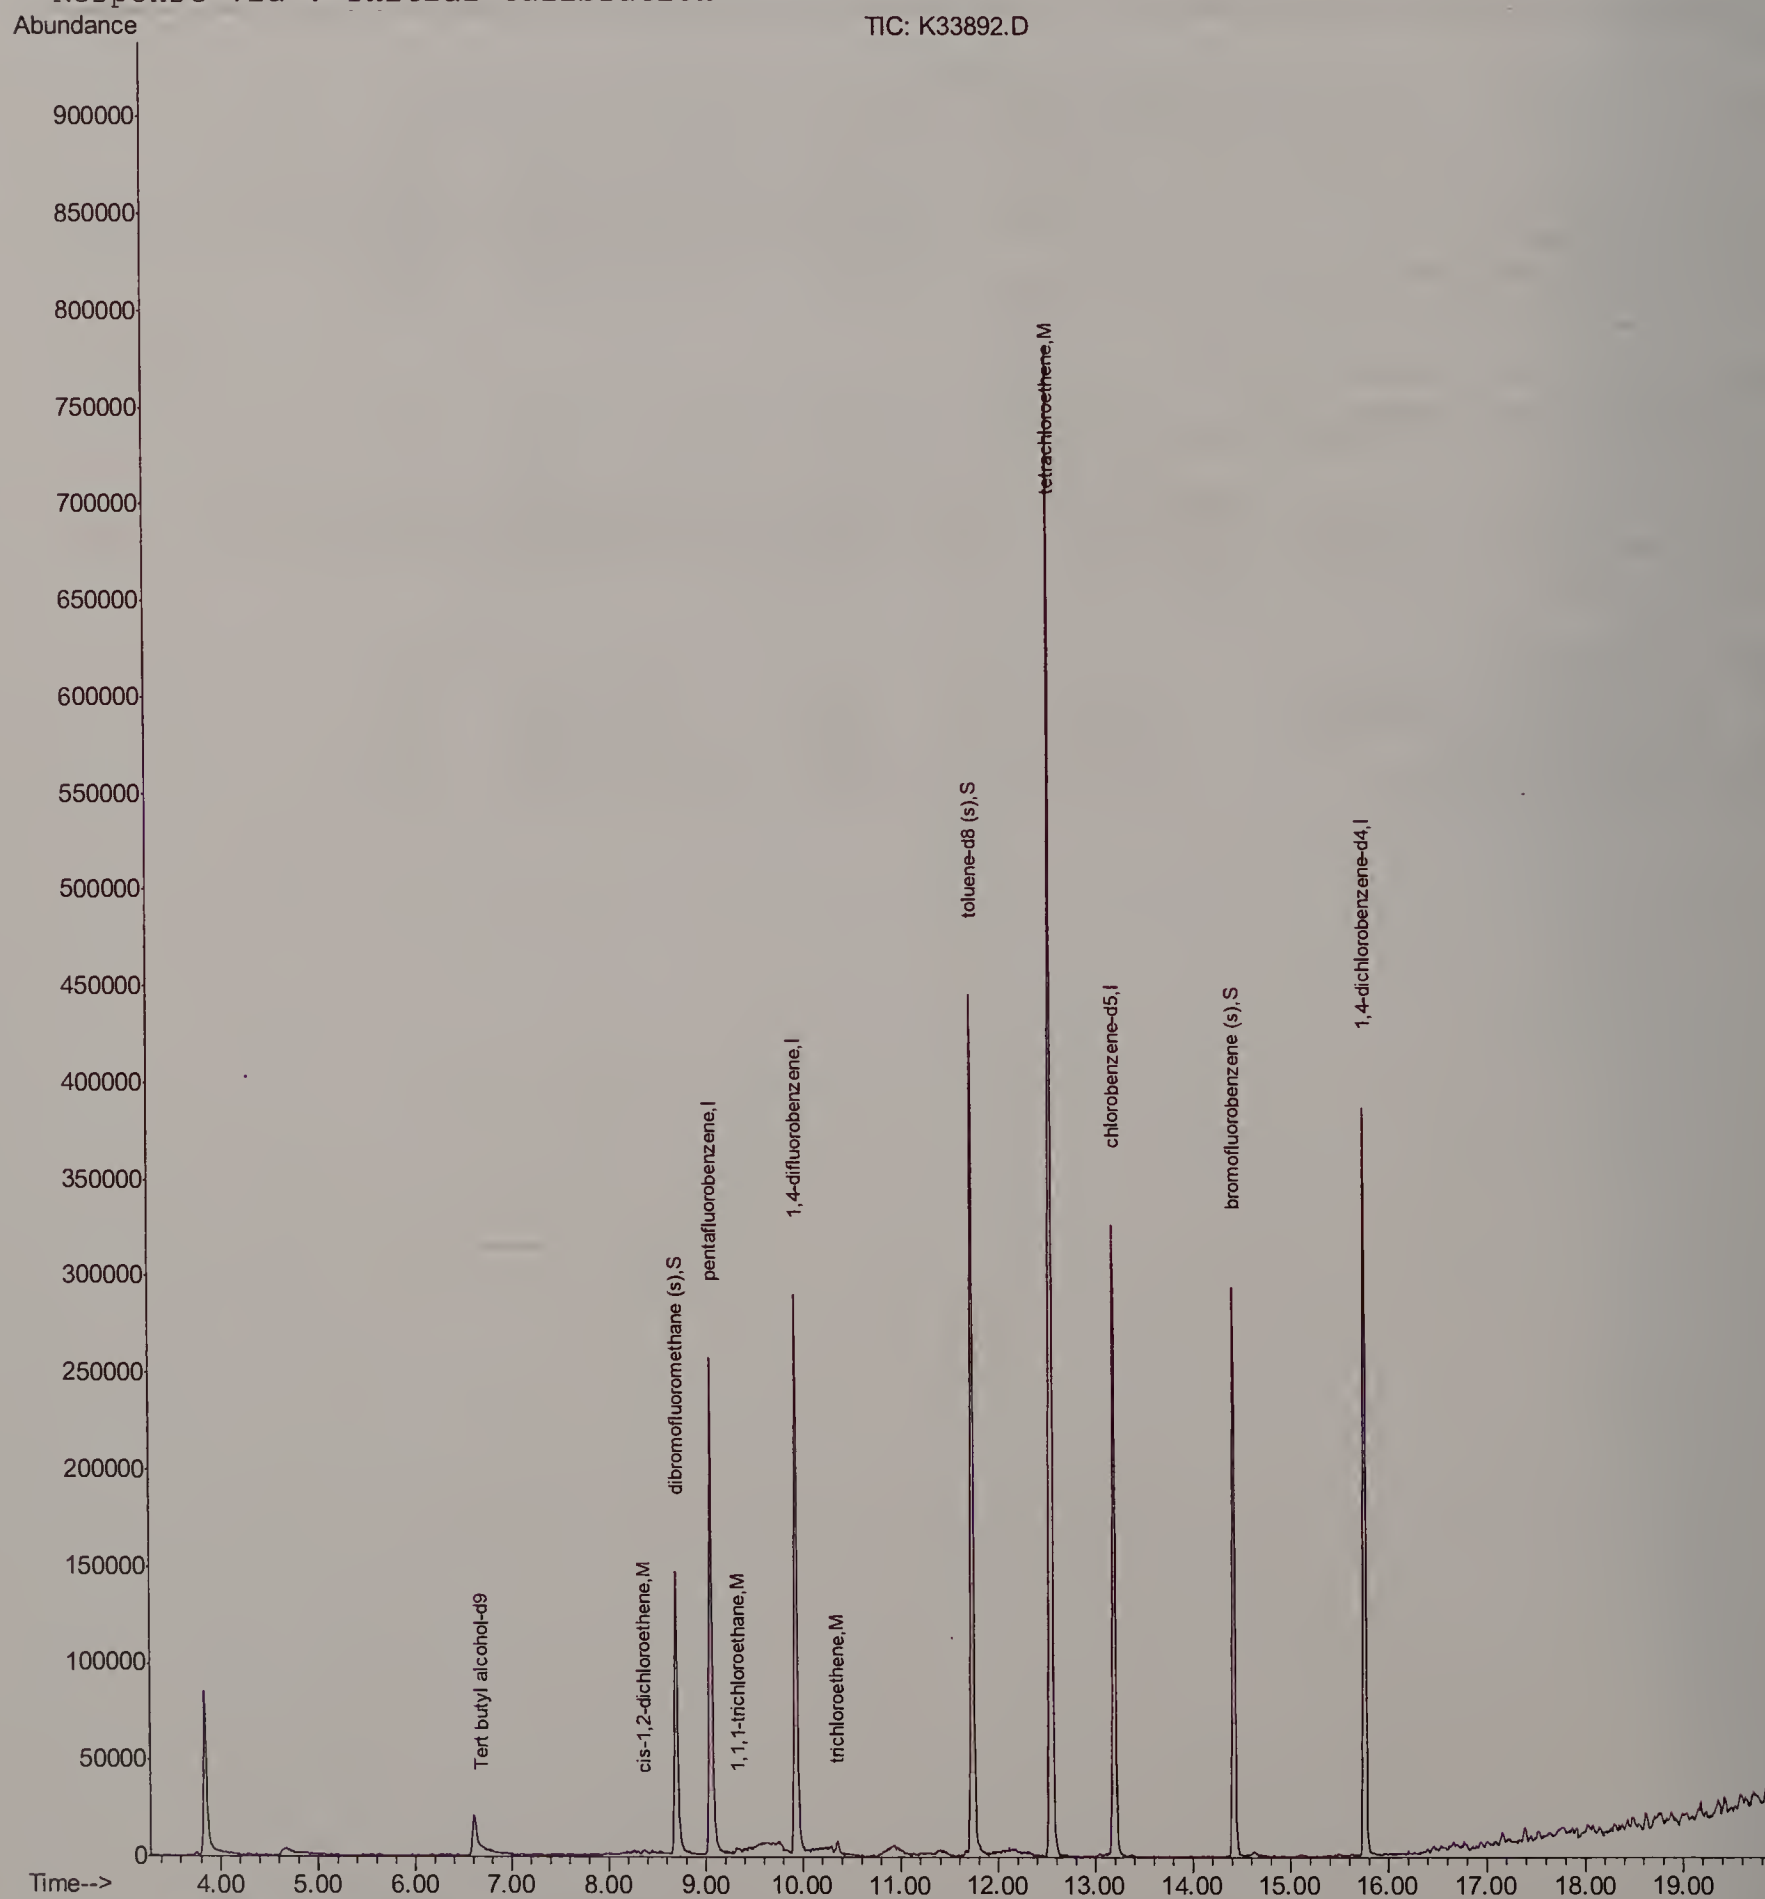 Response via : Initial Calibration
Abundance
TIC: K33892.D
900000
850000
800000
750000
700000
650000
600000
550000
500000
450000
400000
350000
300000
250000
200000
150000
100000
50000
0
Tert butyl alcohol-d9
cis-1,2-dichloroethene,M
dibromofluoromethane (s),S
pentafluorobenzene,I
1,1,1-trichloroethane,M
1,4-difluorobenzene,I
trichloroethene,M
toluene-d8 (s),S
tetrachloroethene,M
chlorobenzene-d5,I
bromofluorobenzene (s),S
1,4-dichlorobenzene-d4,I
Time--> 4.00 5.00 6.00 7.00 8.00 9.00 10.00 11.00 12.00 13.00 14.00 15.00 16.00 17.00 18.00 19.00